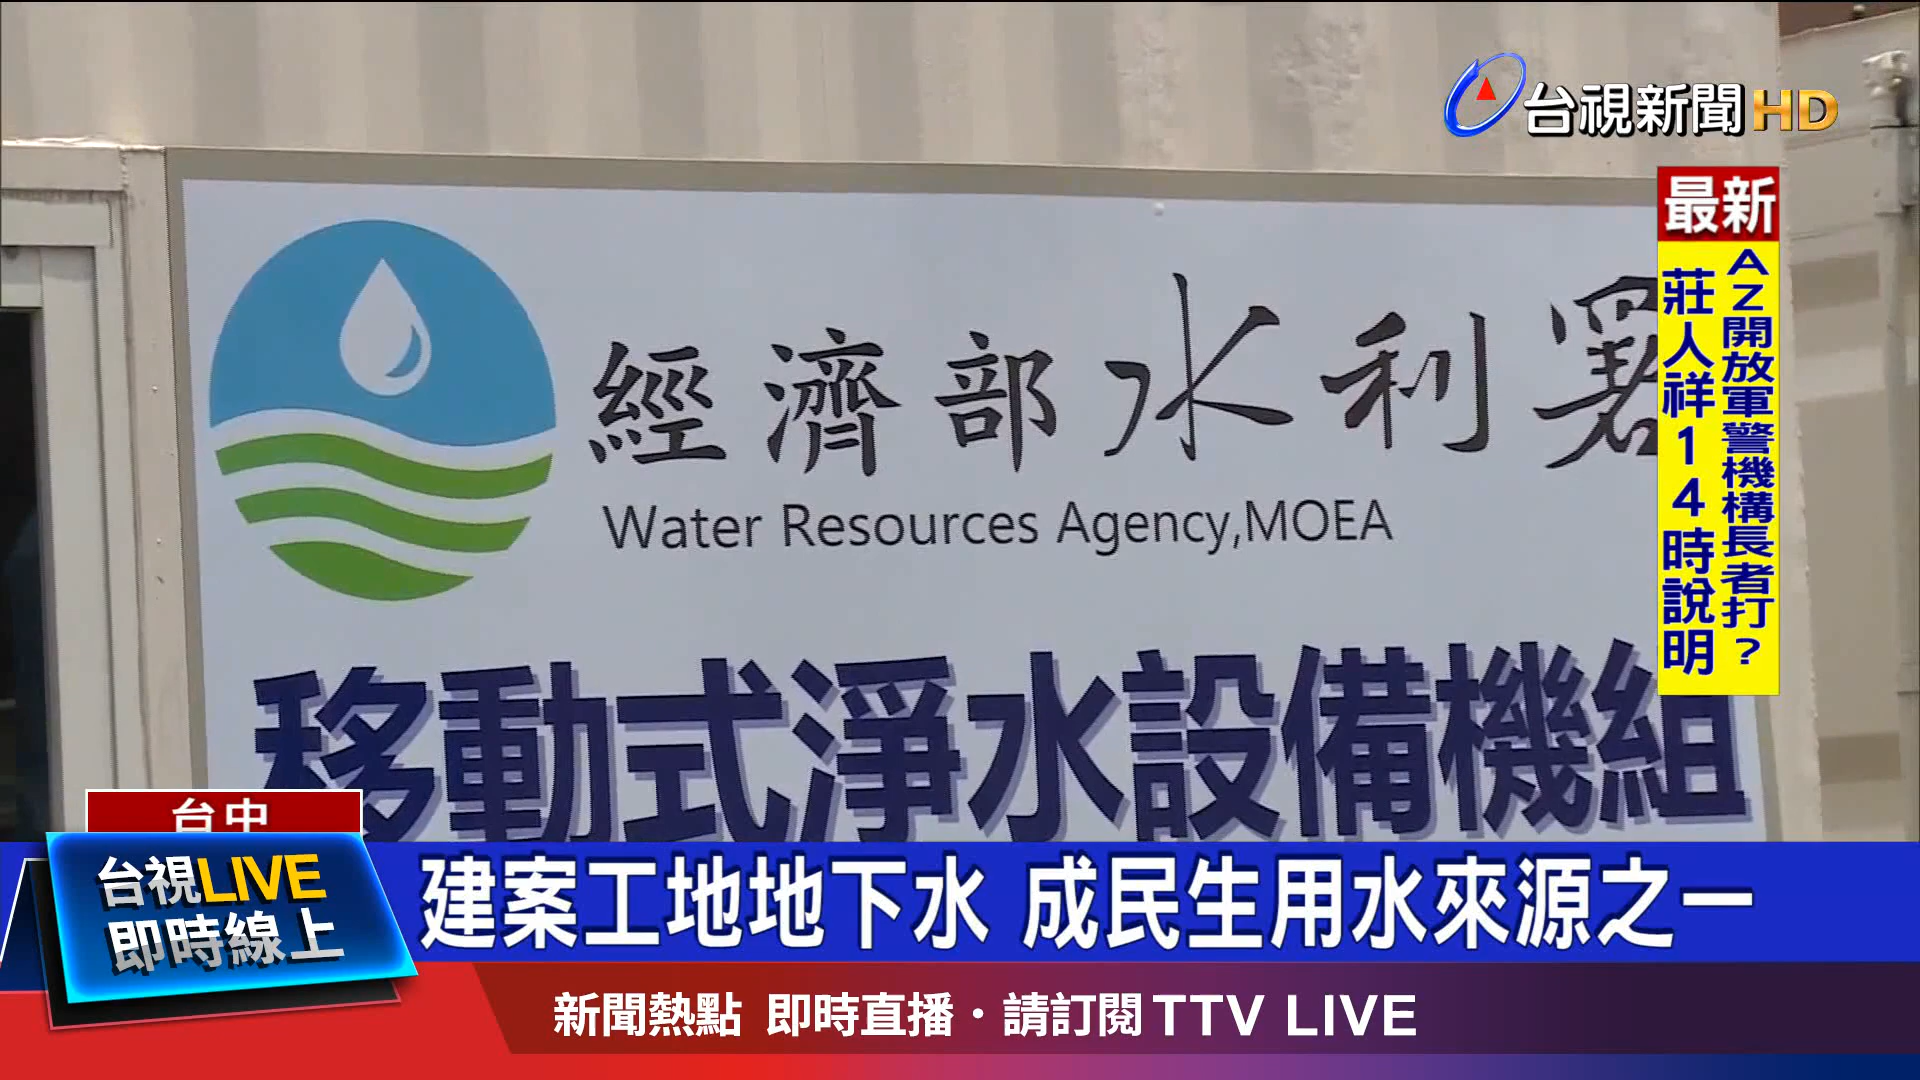 台視新聞HD
最新
AZ開放軍警機構長者打?
莊人祥14時說明
經濟部水利署
Water Resources Agency,MOEA
移動式淨水設備機組
台中
台視LIVE
即時線上
建案工地地下水 成民生用水來源之一
新聞熱點 即時直播・請訂閱TTV LIVE